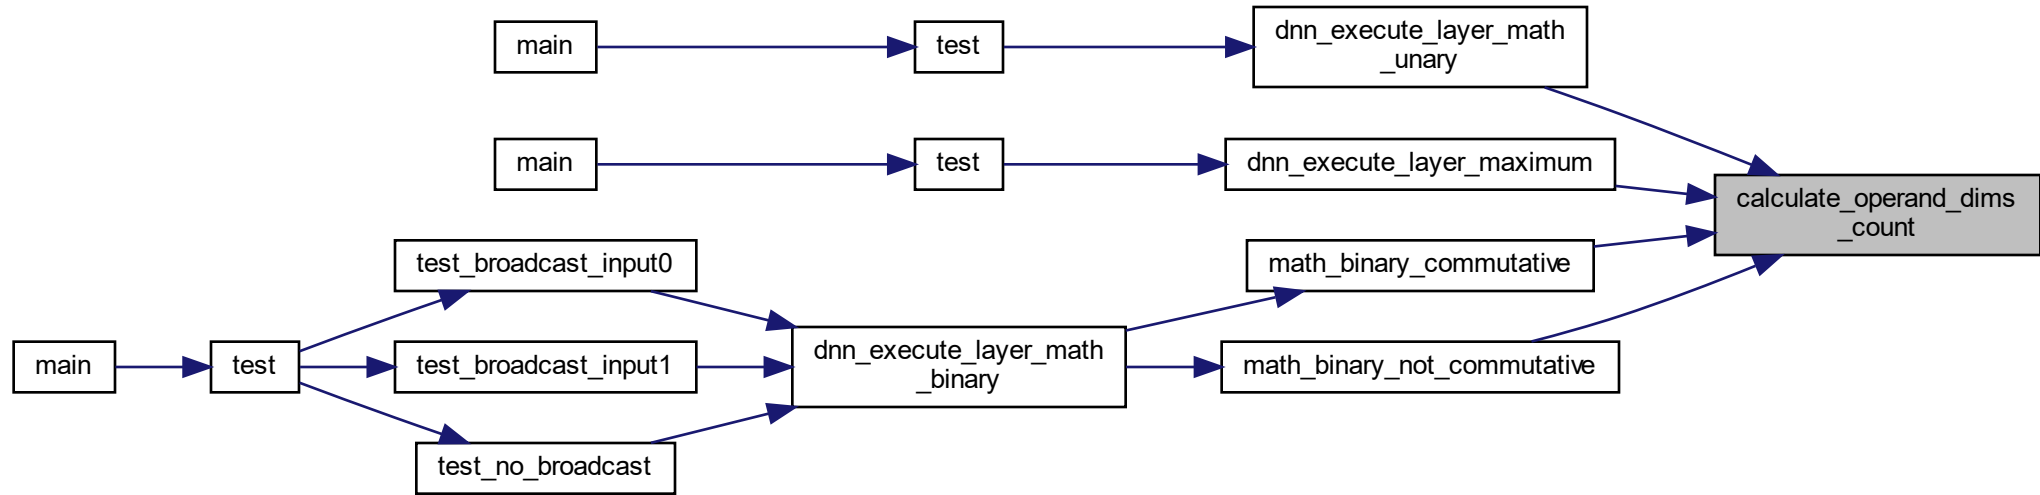 main
test
dnn_execute_layer_math
_unary
main
test
dnn_execute_layer_maximum
calculate_operand_dims
_count
test_broadcast_input0
math_binary_commutative
main
test
test_broadcast_input1
dnn_execute_layer_math
_binary
math_binary_not_commutative
test_no_broadcast